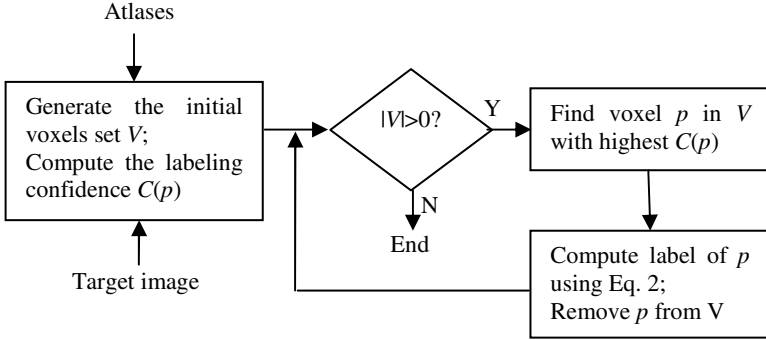 Atlases
Generate the initial
voxels set V;
Compute the labeling
confidence C(p)
Target image
|V|>0?
Y
N
End
Find voxel p in V
with highest C(p)
Compute label of p
using Eq. 2;
Remove p from V